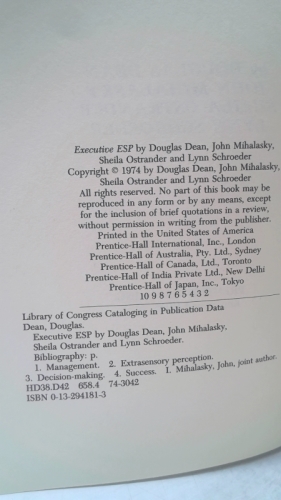 Executive ESP by Douglas Dean, John Mihalasky,
Sheila Ostrander and Lynn Schroeder
Copyright © 1974 by Douglas Dean, John Mihalasky,
Sheila Ostrander and Lynn Schroeder
All rights reserved. No part of this book may be
reproduced in any form or by any means, except
for the inclusion of brief quotations in a review,
without permission in writing from the publisher.
Printed in the United States of America
Prentice-Hall International, Inc., London
Prentice-Hall of Australia, Pty. Ltd., Sydney
Prentice-Hall of Canada, Ltd., Toronto
Prentice-Hall of India Private Ltd., New Delhi
Prentice-Hall of Japan, Inc., Tokyo
10 9 8 7 6 5 4 3 2
Library of Congress Cataloging in Publication Data
Dean, Douglas.
Executive ESP by Douglas Dean, John Mihalasky,
Sheila Ostrander and Lynn Schroeder.
Bibliography: p.
1. Management. 2. Extrasensory perception.
3. Decision-making. 4. Success. I. Mihalasky, John, joint author.
HD38.D42 658.4 74-3042
ISBN 0-13-294181-3